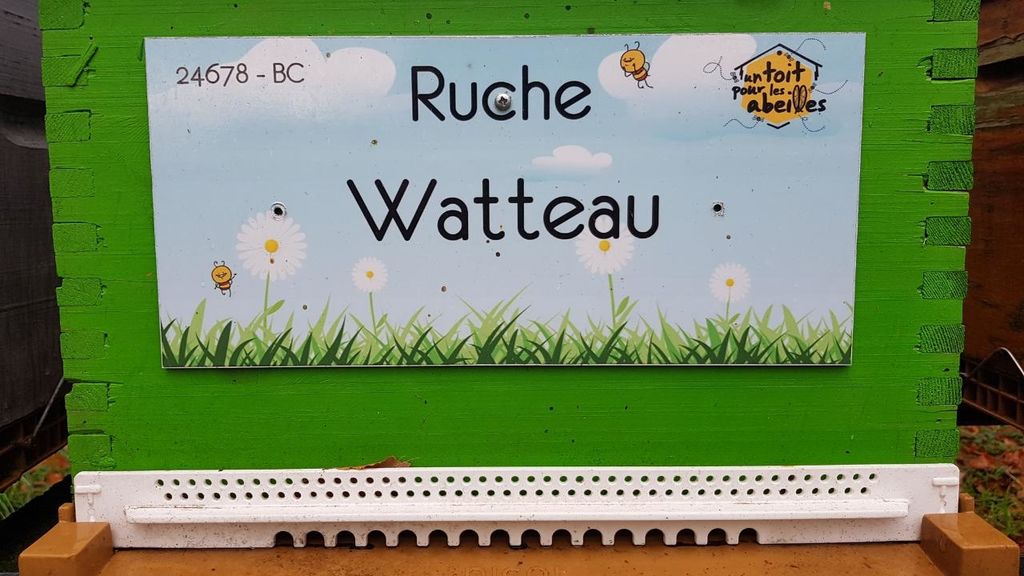 24678 - BC
Ruche
Watteau
un toit
pour les
abeilles